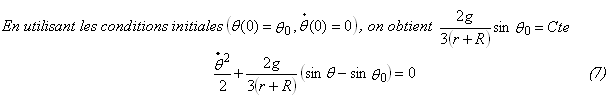 En utilisant les conditions initiales (θ(0) = θ₀, θ̇(0) = 0), on obtient 2g/3(r + R) sin θ₀ = Cte
θ̇²/2 + 2g/3(r + R) (sin θ − sin θ₀) = 0 (7)